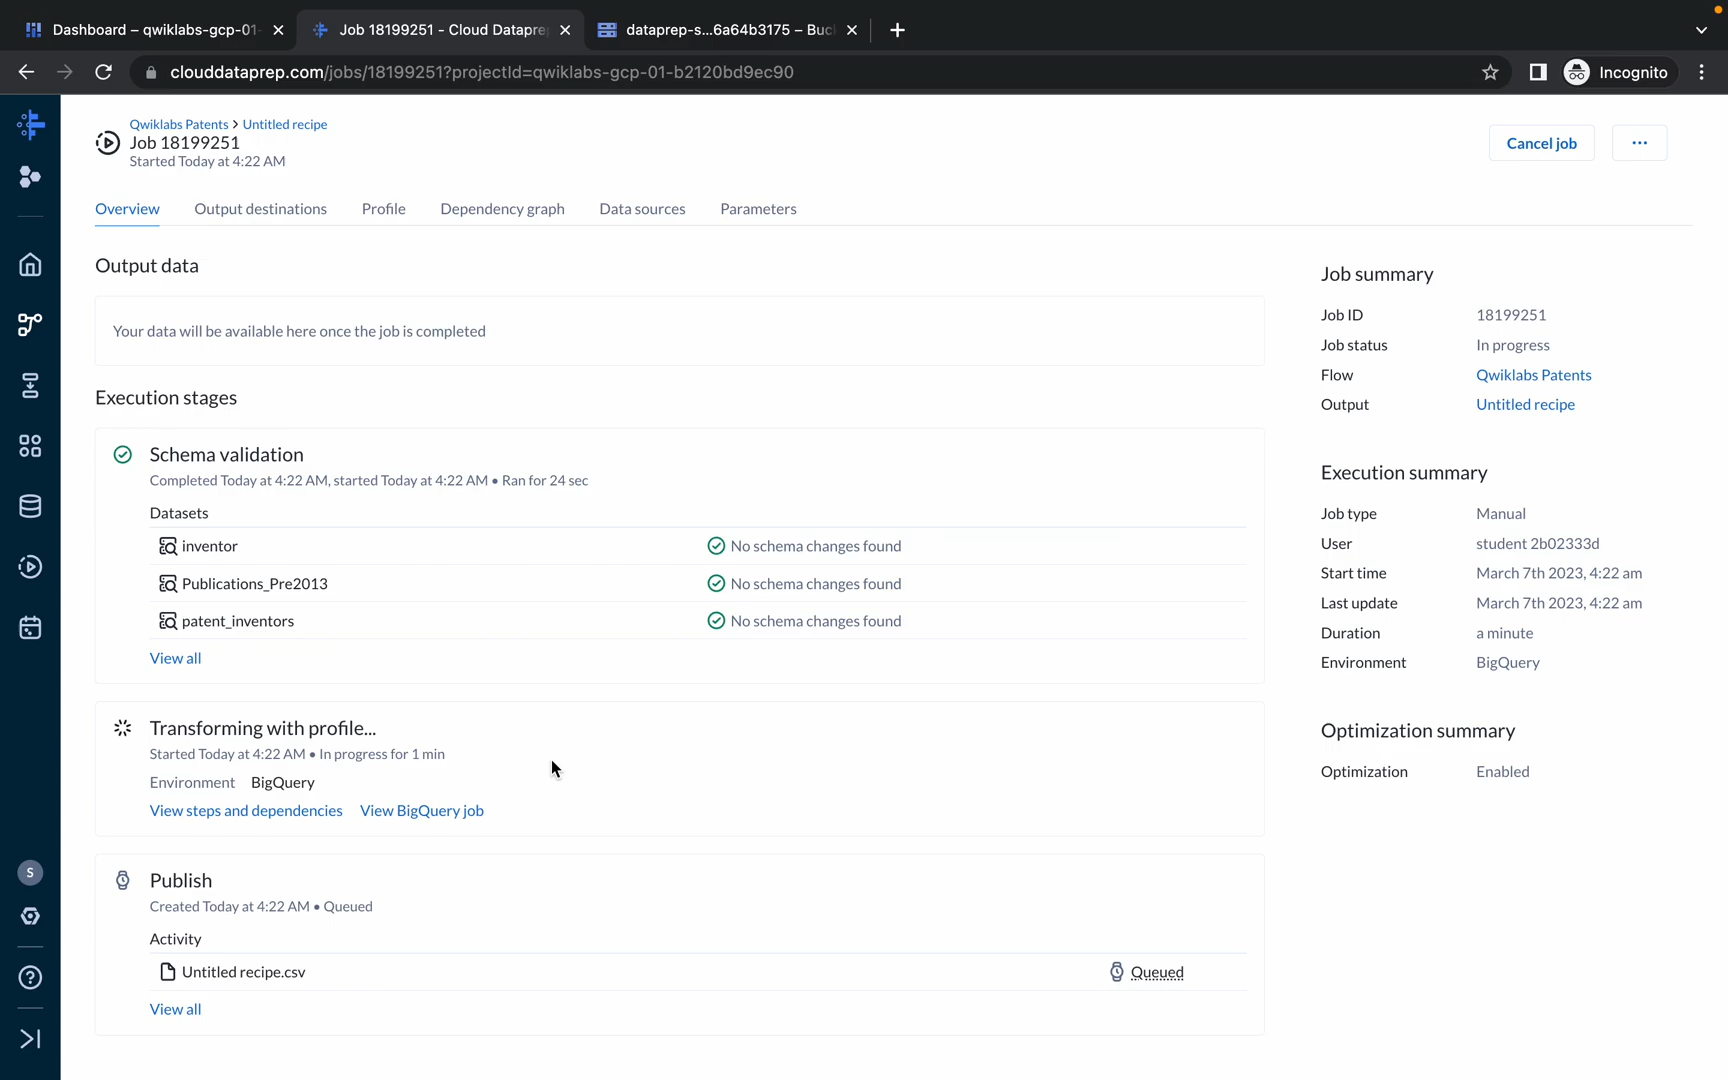 Dashboard – qwiklabs-gcp-01-
Job 18199251 - Cloud Datapre
dataprep-s...6a64b3175 – Buc
clouddataprep.com/jobs/18199251?projectId=qwiklabs-gcp-01-b2120bd9ec90
Incognito
Qwiklabs Patents > Untitled recipe
Job 18199251
Started Today at 4:22 AM
Cancel job
...
Overview
Output destinations
Profile
Dependency graph
Data sources
Parameters
Output data
Your data will be available here once the job is completed
Execution stages
Schema validation
Completed Today at 4:22 AM, started Today at 4:22 AM • Ran for 24 sec
Datasets
inventor
No schema changes found
Publications_Pre2013
No schema changes found
patent_inventors
No schema changes found
View all
Transforming with profile...
Started Today at 4:22 AM • In progress for 1 min
Environment BigQuery
View steps and dependencies
View BigQuery job
Publish
Created Today at 4:22 AM • Queued
Activity
Untitled recipe.csv
Queued
View all
Job summary
Job ID 18199251
Job status In progress
Flow Qwiklabs Patents
Output Untitled recipe
Execution summary
Job type Manual
User student 2b02333d
Start time March 7th 2023, 4:22 am
Last update March 7th 2023, 4:22 am
Duration a minute
Environment BigQuery
Optimization summary
Optimization Enabled
S